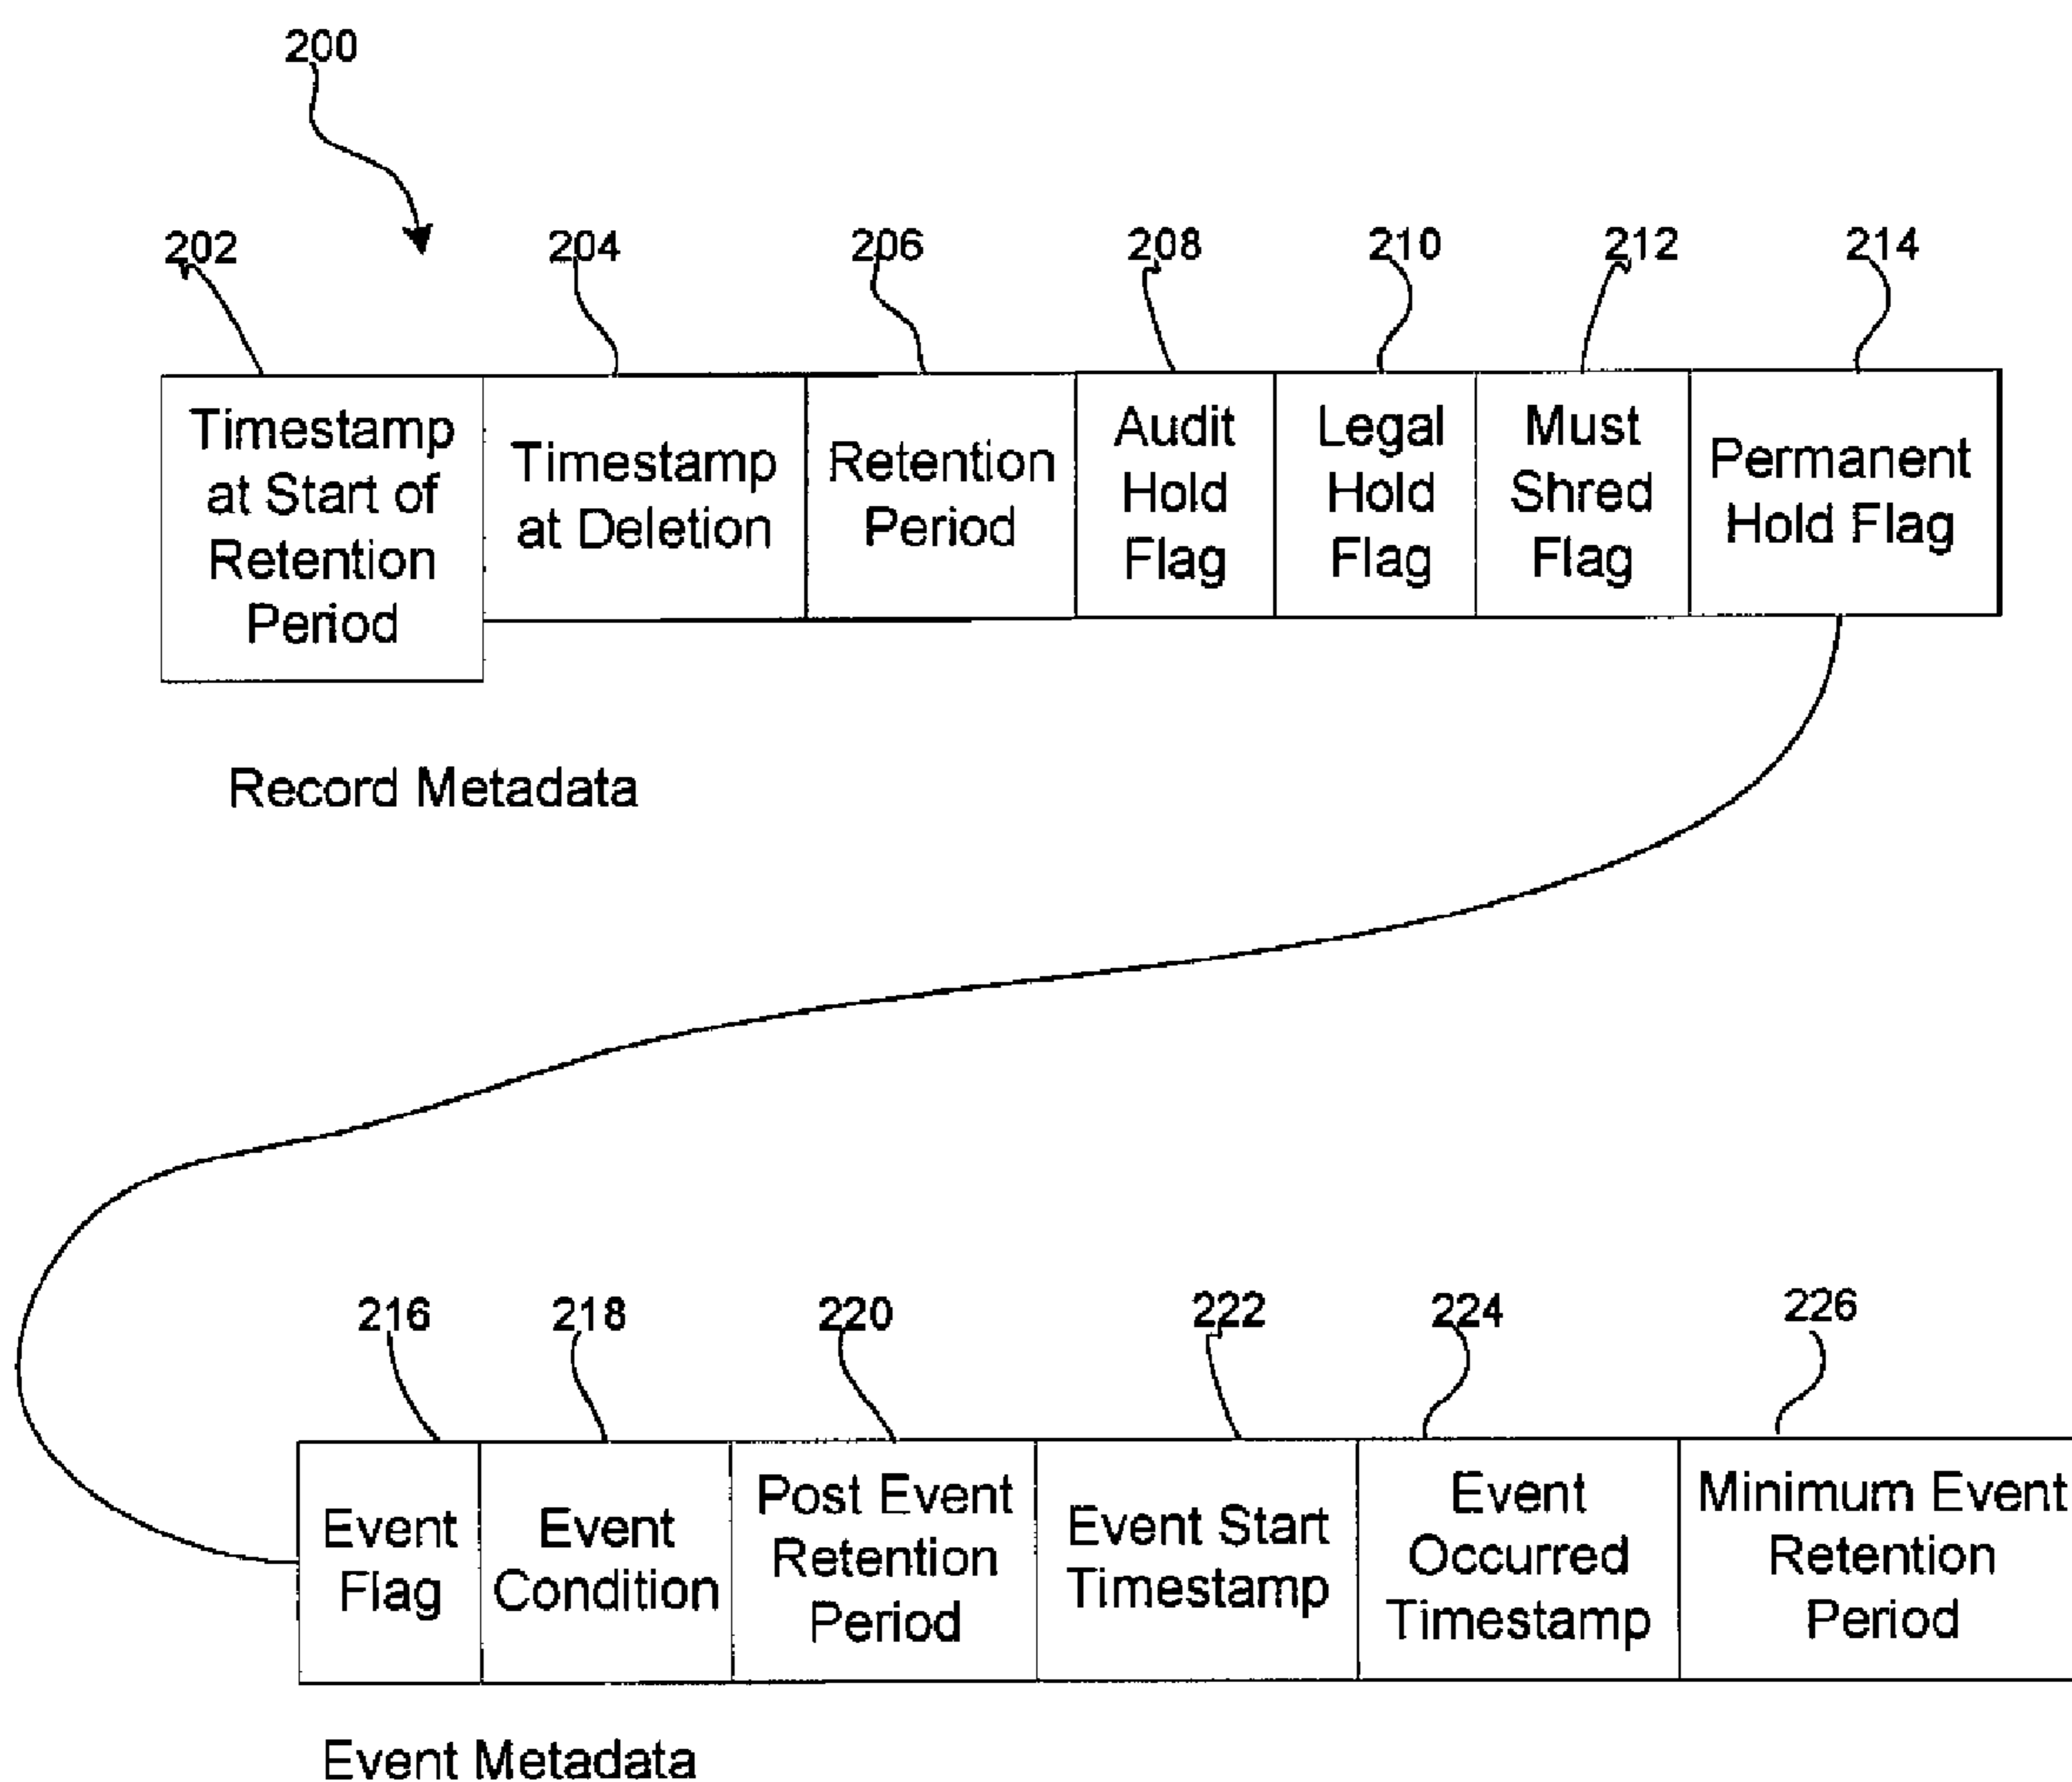 200
202
204
206
208
210
212
214
Timestamp
at Start of
Retention
Period
Timestamp
at Deletion
Retention
Period
Audit
Hold
Flag
Legal
Hold
Flag
Must
Shred
Flag
Permanent
Hold Flag
Record Metadata
216
218
220
222
224
226
Event
Flag
Event
Condition
Post Event
Retention
Period
Event Start
Timestamp
Event
Occurred
Timestamp
Minimum Event
Retention
Period
Event Metadata